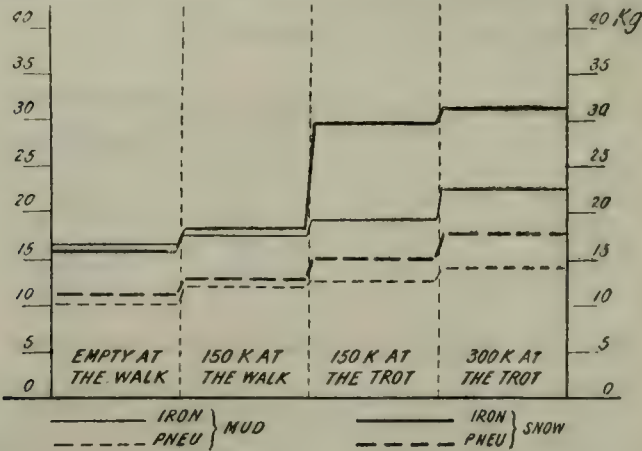 40 40 Kg
35 35
30 30
25 25
20 20
15 15
10 10
5 5
EMPTY AT 150 K AT 150 K AT 300 K AT
THE WALK THE WALK THE TROT THE TROT
0 0
IRON } MUD IRON } SNOW
PNEU PNEU